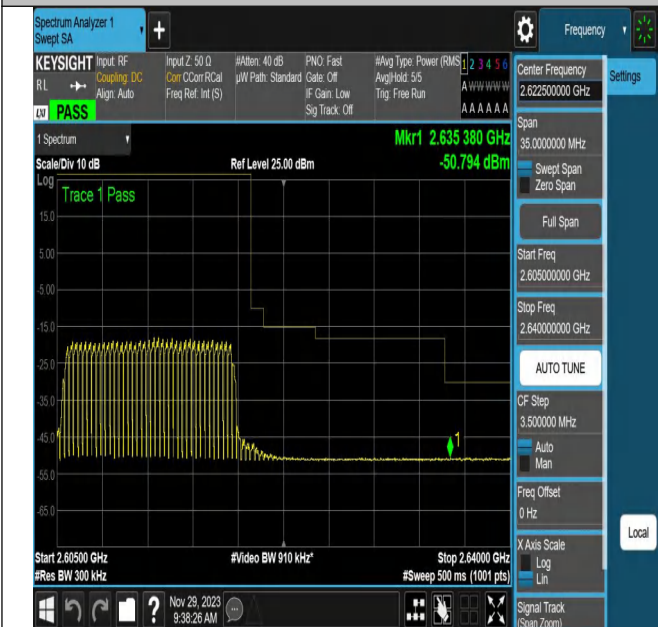 Spectrum Analyzer 1
Swept SA
Frequency
KEYSIGHT
RL
LXI
PASS
Input: RF
Coupling: DC
Align: Auto
Input Z: 50 Ω
Corr CCorr RCal
Freq Ref: Int (S)
#Atten: 40 dB
µW Path: Standard
PNO: Fast
Gate: Off
IF Gain: Low
Sig Track: Off
#Avg Type: Power (RMS
Avg|Hold: 5/5
Trig: Free Run
1 2 3 4 5 6
A W W W W W
A A A A A A
1 Spectrum
Scale/Div 10 dB
Log
Ref Level 25.00 dBm
Mkr1 2.635 380 GHz
-50.794 dBm
Trace 1 Pass
15.0
5.00
-5.00
-15.0
-25.0
-35.0
-45.0
-55.0
-65.0
1
Start 2.60500 GHz
#Res BW 300 kHz
#Video BW 910 kHz*
Stop 2.64000 GHz
#Sweep 500 ms (1001 pts)
?
Nov 29, 2023
9:38:26 AM
Center Frequency
2.622500000 GHz
Settings
Span
35.0000000 MHz
Swept Span
Zero Span
Full Span
Start Freq
2.605000000 GHz
Stop Freq
2.640000000 GHz
AUTO TUNE
CF Step
3.500000 MHz
Auto
Man
Freq Offset
0 Hz
X Axis Scale
Log
Lin
Local
Signal Track
(Span Zoom)